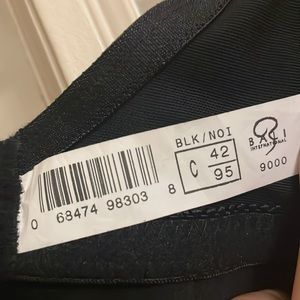 BLK/NOI
C 42
95
BALI
INTERNATIONAL
9000
0 68474 98303 8